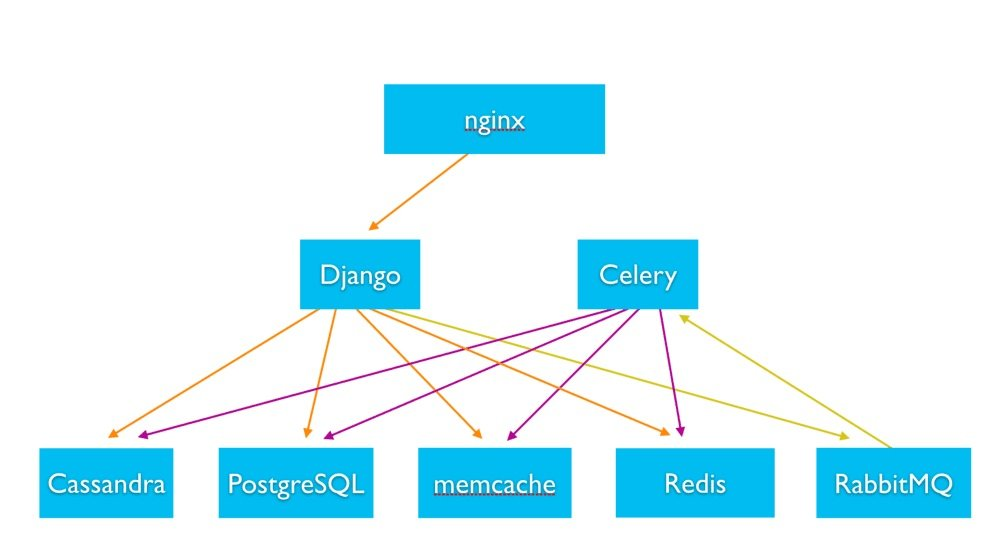 nginx
Django
Celery
Cassandra
PostgreSQL
memcache
Redis
RabbitMQ